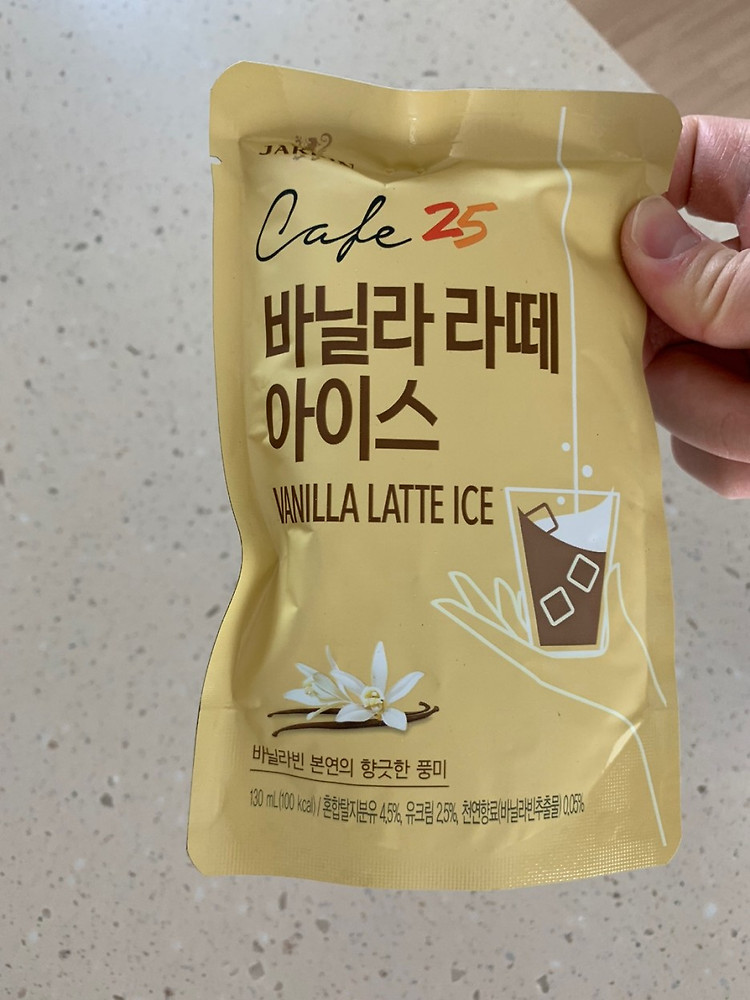 Cafe 25
바닐라 라떼
아이스
VANILLA LATTE ICE
바닐라빈 본연의 향긋한 풍미
130 mL(100 kcal) / 혼합탈지분유 4.5%, 유크림 2.5%, 천연향료(바닐라빈추출물) 0.05%